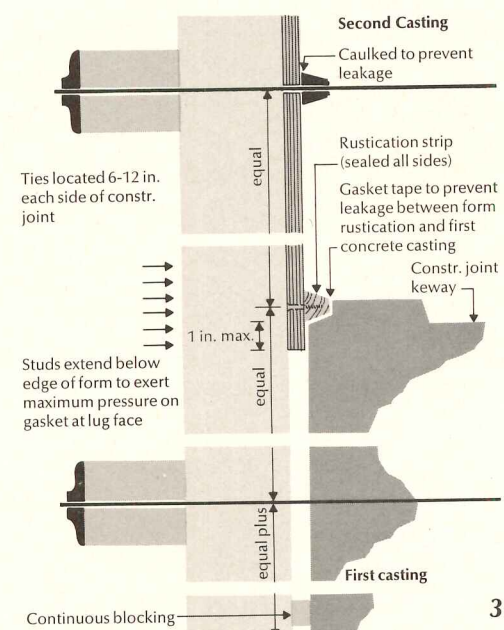 Second Casting
Caulked to prevent
leakage
equal
Rustication strip
(sealed all sides)
Ties located 6-12 in.
each side of constr.
joint
Gasket tape to prevent
leakage between form
rustication and first
concrete casting
Constr. joint
keway
1 in. max.
Studs extend below
edge of form to exert
maximum pressure on
gasket at lug face
equal
equal plus
First casting
3
Continuous blocking